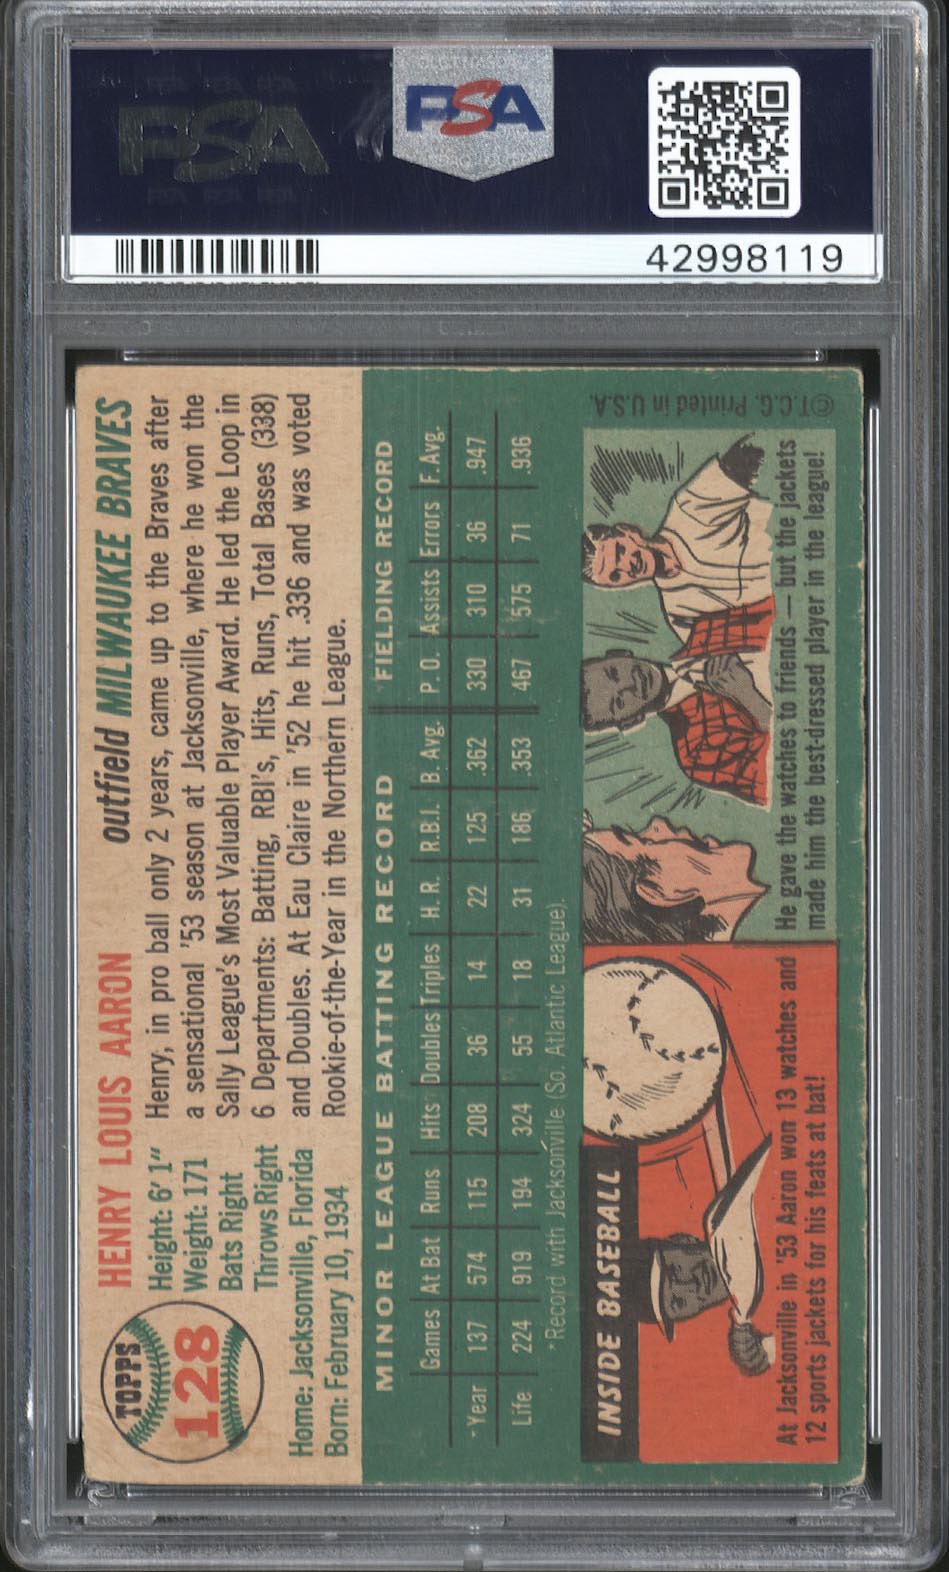 PSA
PSA
42998119
TOPPS
128
HENRY LOUIS AARON
outfield MILWAUKEE BRAVES
Height: 6' 1"
Weight: 171
Bats Right
Throws Right
Home: Jacksonville, Florida
Born: February 10, 1934
Henry, in pro ball only 2 years, came up to the Braves after
a sensational '53 season at Jacksonville, where he won the
Sally League's Most Valuable Player Award. He led the Loop in
6 Departments: Batting, RBI's, Hits, Runs, Total Bases (338)
and Doubles. At Eau Claire in '52 he hit .336 and was voted
Rookie-of-the-Year in the Northern League.
MINOR LEAGUE BATTING RECORD FIELDING RECORD
Games At Bat Runs Hits Doubles Triples H. R. R.B.I. B. Avg. P. O. Assists Errors F. Avg.
*Year 137 574 115 208 36 14 22 125 .362 330 310 36 .947
Life 224 919 194 324 55 18 31 186 .353 467 575 71 .936
*Record with Jacksonville (So. Atlantic League).
INSIDE BASEBALL
At Jacksonville in '53 Aaron won 13 watches and
12 sports jackets for his feats at bat!
He gave the watches to friends — but the jackets
made him the best-dressed player in the league!
©T.C.G. Printed in U.S.A.